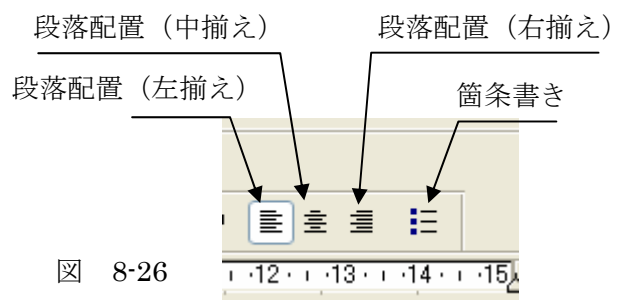 段落配置（中揃え）
段落配置（右揃え）
段落配置（左揃え）
箇条書き
図　8-26
12 13 14 15